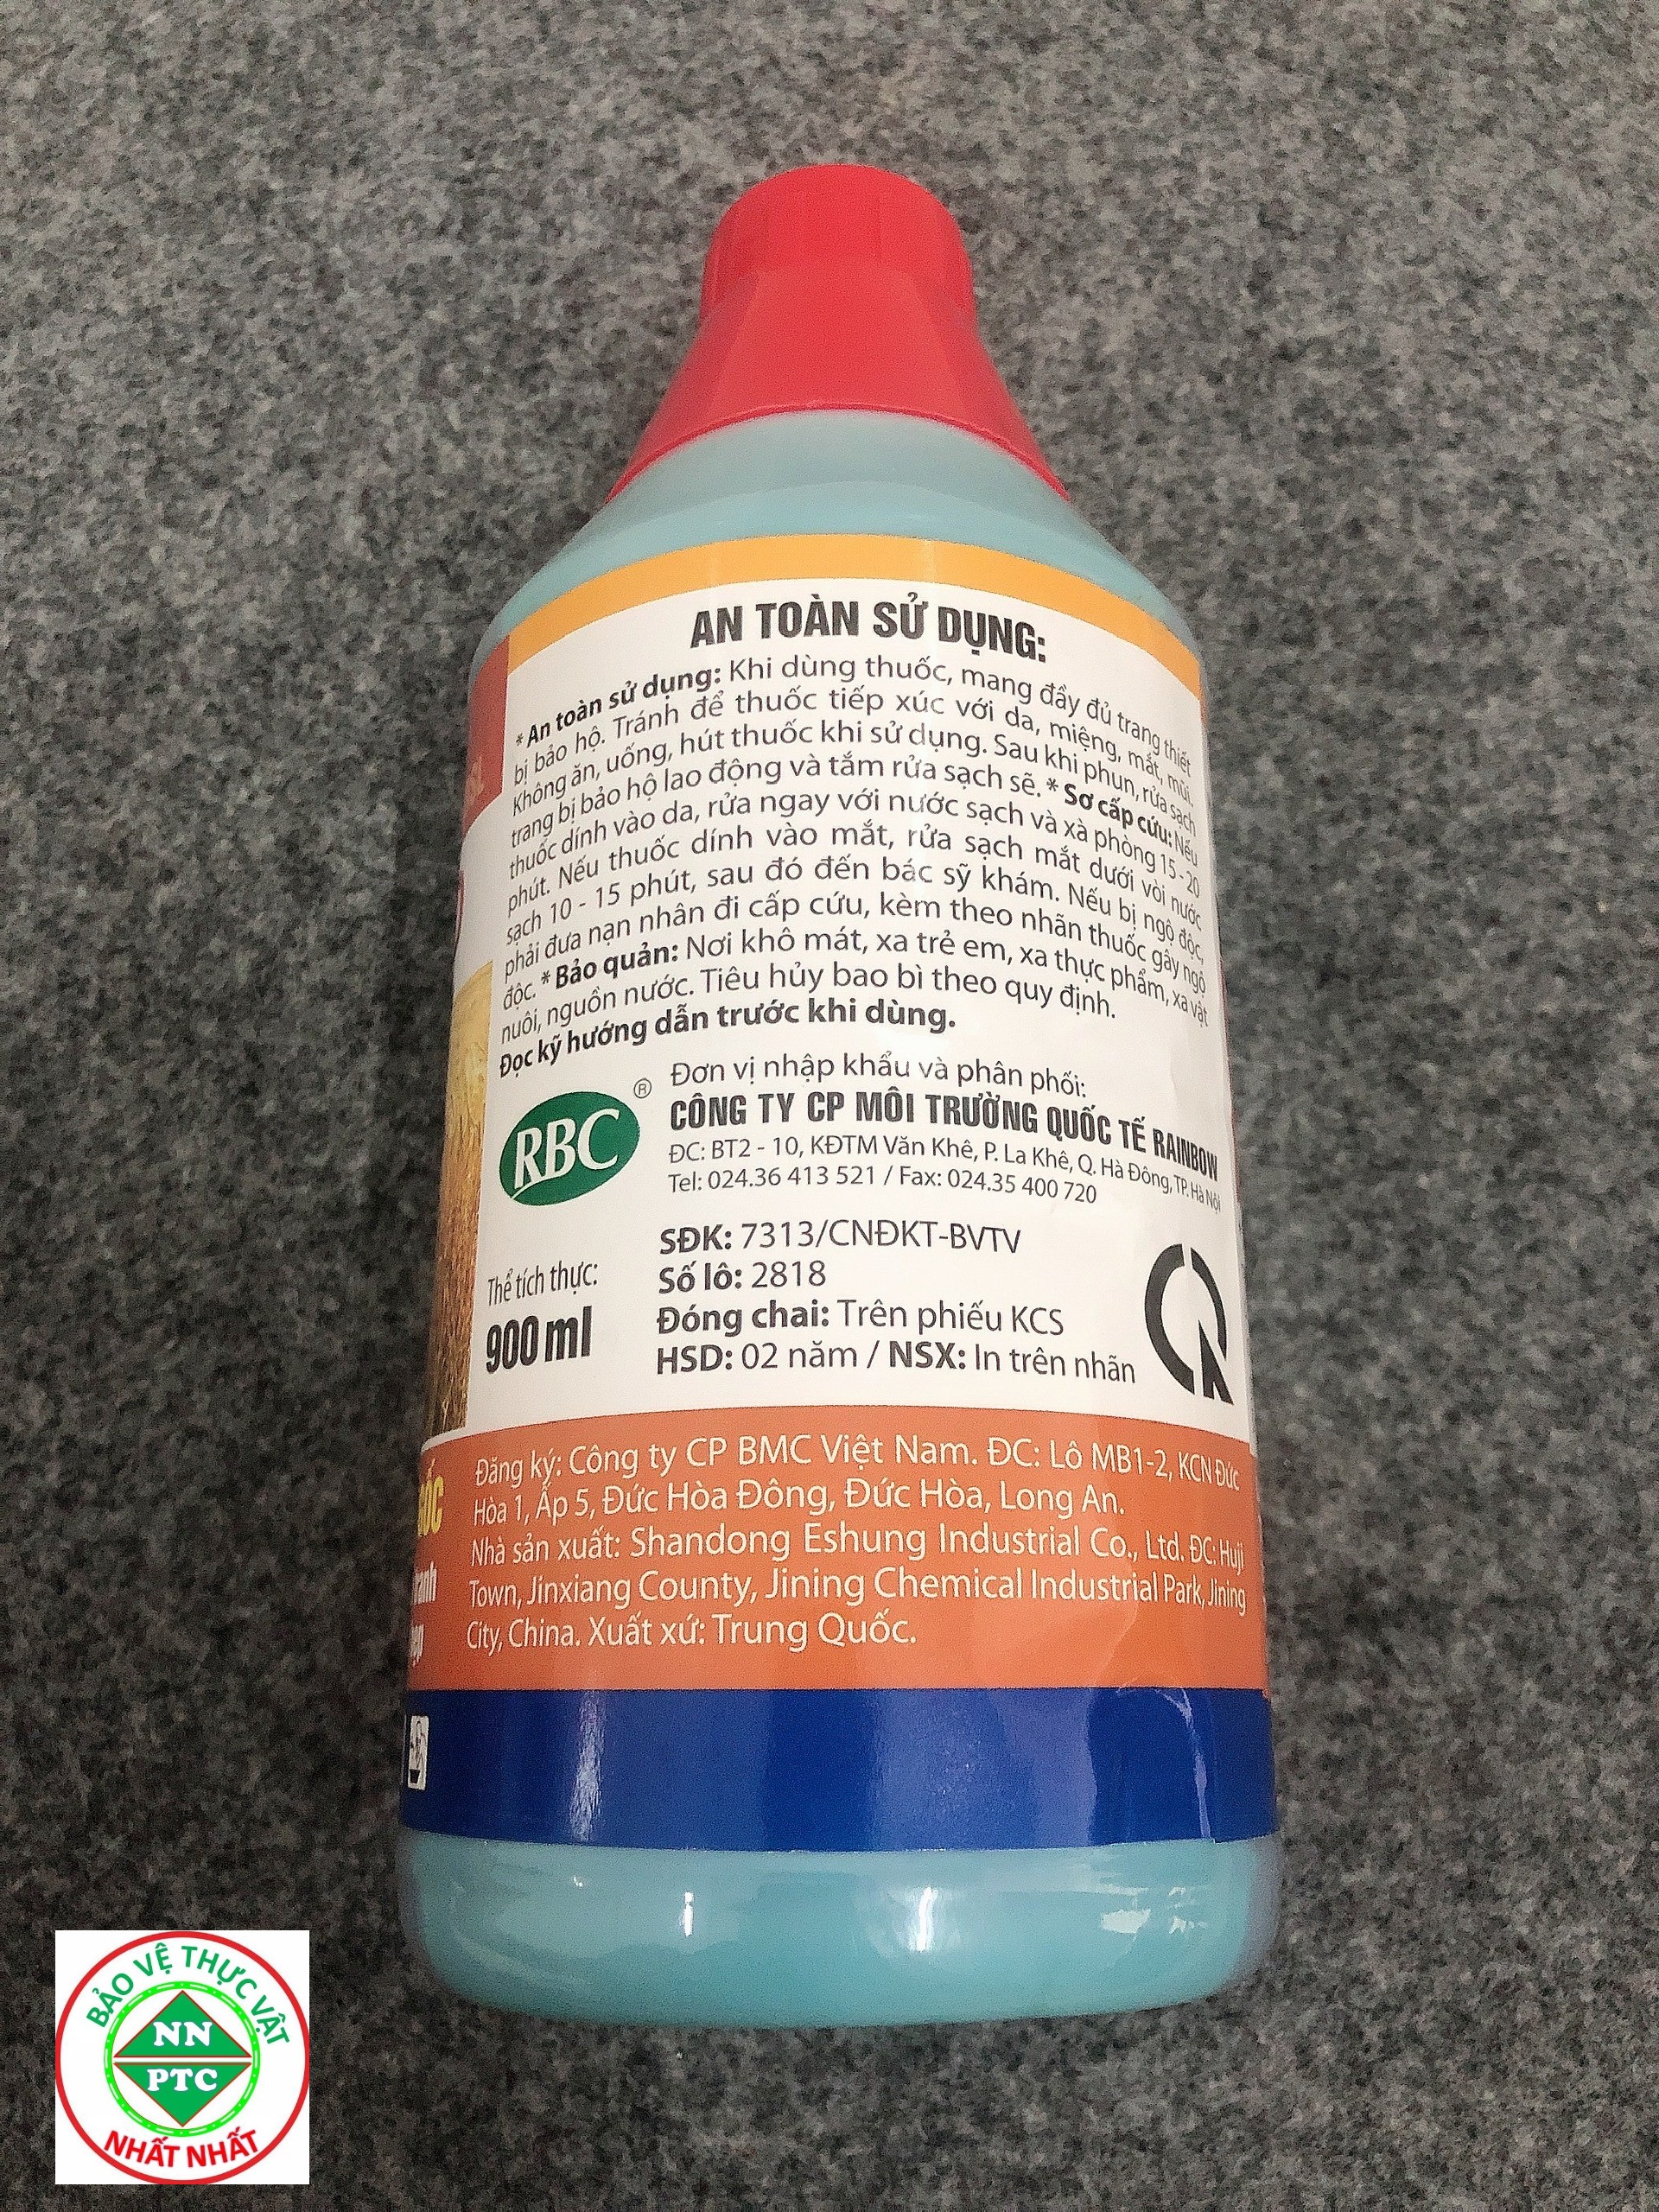 AN TOÀN SỬ DỤNG:
* An toàn sử dụng: Khi dùng thuốc, mang đầy đủ trang thiết
bị bảo hộ. Tránh để thuốc tiếp xúc với da, miệng, mắt, mũi.
Không ăn, uống, hút thuốc khi sử dụng. Sau khi phun, rửa sạch
trang bị bảo hộ lao động và tắm rửa sạch sẽ. * Sơ cấp cứu: Nếu
thuốc dính vào da, rửa ngay với nước sạch và xà phòng 15 - 20
phút. Nếu thuốc dính vào mắt, rửa sạch mắt dưới vòi nước
sạch 10 - 15 phút, sau đó đến bác sỹ khám. Nếu bị ngộ độc,
phải đưa nạn nhân đi cấp cứu, kèm theo nhãn thuốc gây ngộ
độc. * Bảo quản: Nơi khô mát, xa trẻ em, xa thực phẩm, xa vật
nuôi, nguồn nước. Tiêu hủy bao bì theo quy định.
Đọc kỹ hướng dẫn trước khi dùng.
RBC ®
Đơn vị nhập khẩu và phân phối:
CÔNG TY CP MÔI TRƯỜNG QUỐC TẾ RAINBOW
ĐC: BT2 - 10, KĐTM Văn Khê, P. La Khê, Q. Hà Đông, TP. Hà Nội
Tel: 024.36 413 521 / Fax: 024.35 400 720
Thể tích thực:
900 ml
SĐK: 7313/CNĐKT-BVTV
Số lô: 2818
Đóng chai: Trên phiếu KCS
HSD: 02 năm / NSX: In trên nhãn
Đăng ký: Công ty CP BMC Việt Nam. ĐC: Lô MB1-2, KCN Đức
Hòa 1, Ấp 5, Đức Hòa Đông, Đức Hòa, Long An.
Nhà sản xuất: Shandong Eshung Industrial Co., Ltd. ĐC: Huji
Town, Jinxiang County, Jining Chemical Industrial Park, Jining
City, China. Xuất xứ: Trung Quốc.
BẢO VỆ THỰC VẬT
NN
PTC
NHẤT NHẤT